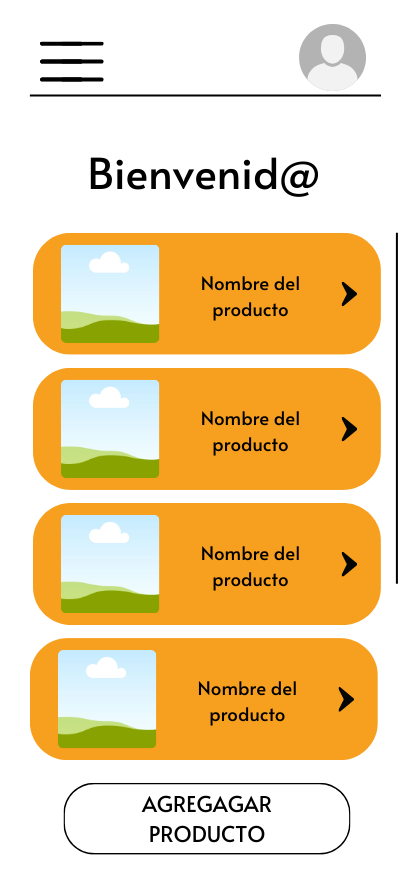 Bienvenid@
Nombre del
producto
Nombre del
producto
Nombre del
producto
Nombre del
producto
AGREGAGAR
PRODUCTO